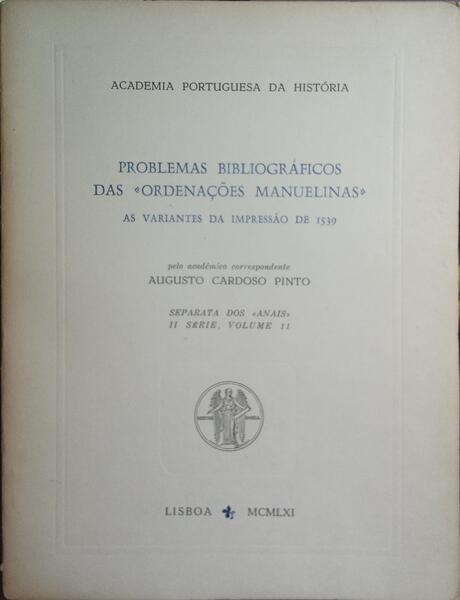 ACADEMIA PORTUGUESA DA HISTÓRIA
PROBLEMAS BIBLIOGRÁFICOS
DAS «ORDENAÇÕES MANUELINAS»
AS VARIANTES DA IMPRESSÃO DE 1539
pelo académico correspondente
AUGUSTO CARDOSO PINTO
SEPARATA DOS «ANAIS»
II SÉRIE, VOLUME 11
LISBOA MCMLXI